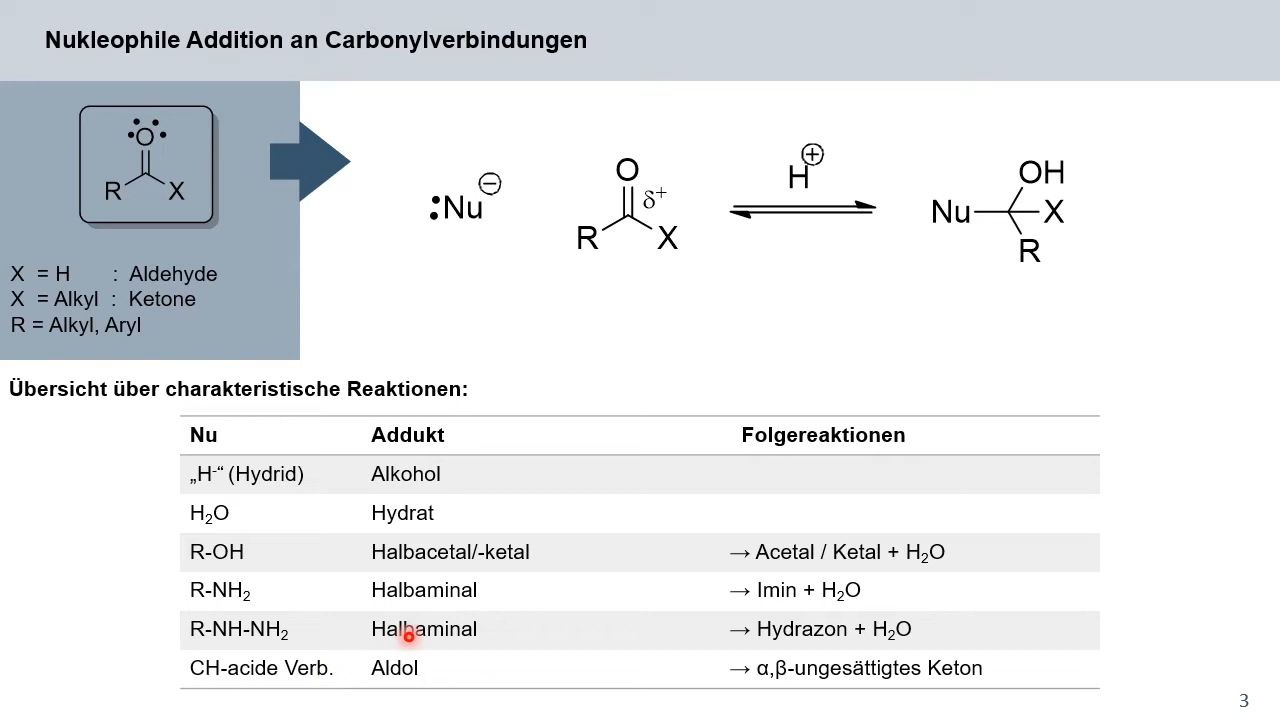 Nukleophile Addition an Carbonylverbindungen
O
R X
X = H : Aldehyde
X = Alkyl : Ketone
R = Alkyl, Aryl
:Nu ⊖
O
δ+
R X
H ⊕
OH
Nu X
R
Übersicht über charakteristische Reaktionen:
Nu Addukt Folgereaktionen
„H⁻“ (Hydrid) Alkohol
H₂O Hydrat
R-OH Halbacetal/-ketal → Acetal / Ketal + H₂O
R-NH₂ Halbaminal → Imin + H₂O
R-NH-NH₂ Halbaminal → Hydrazon + H₂O
CH-acide Verb. Aldol → α,β-ungesättigtes Keton
3